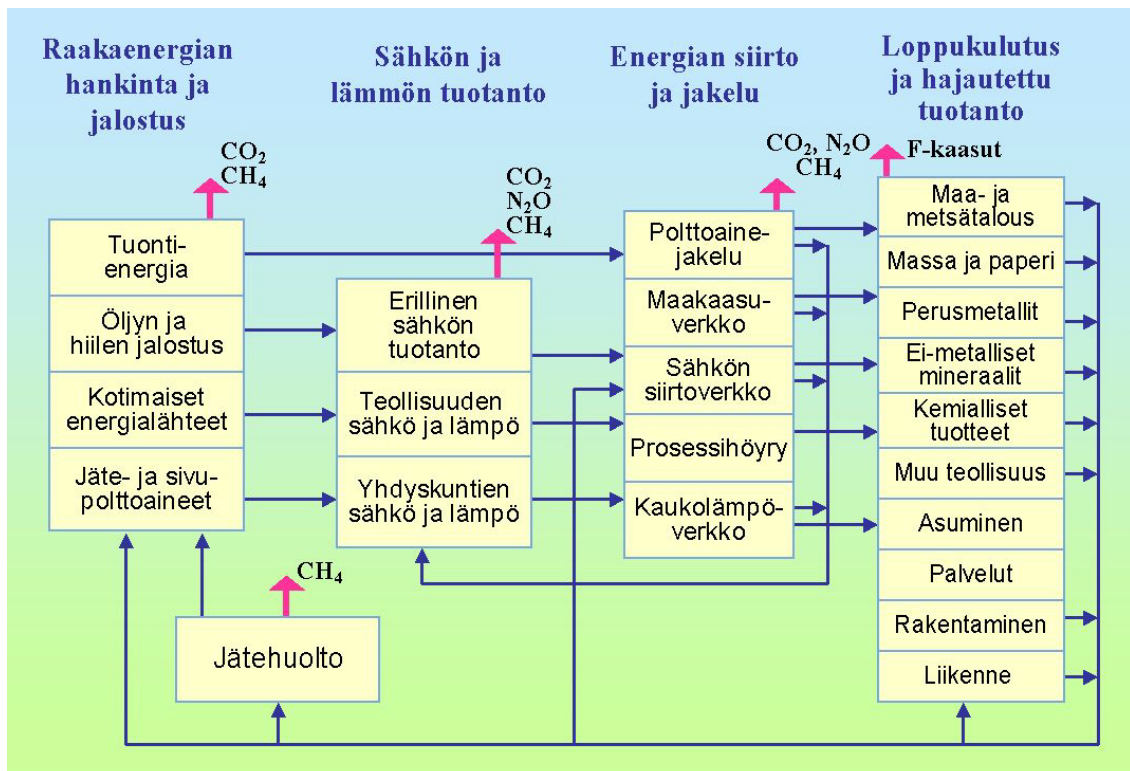 Raakaenergian
hankinta ja
jalostus
Sähkön ja
lämmön tuotanto
Energian siirto
ja jakelu
Loppukulutus
ja hajautettu
tuotanto
CO₂
CH₄
Tuonti-
energia
Öljyn ja
hiilen jalostus
Kotimaiset
energialähteet
Jäte- ja sivu-
polttoaineet
CH₄
Jätehuolto
CO₂
N₂O
CH₄
Erillinen
sähkön
tuotanto
Teollisuuden
sähkö ja lämpö
Yhdyskuntien
sähkö ja lämpö
CO₂, N₂O
CH₄
Polttoaine-
jakelu
Maakaasu-
verkko
Sähkön
siirtoverkko
Prosessihöyry
Kaukolämpö-
verkko
F-kaasut
Maa- ja
metsätalous
Massa ja paperi
Perusmetallit
Ei-metalliset
mineraalit
Kemialliset
tuotteet
Muu teollisuus
Asuminen
Palvelut
Rakentaminen
Liikenne